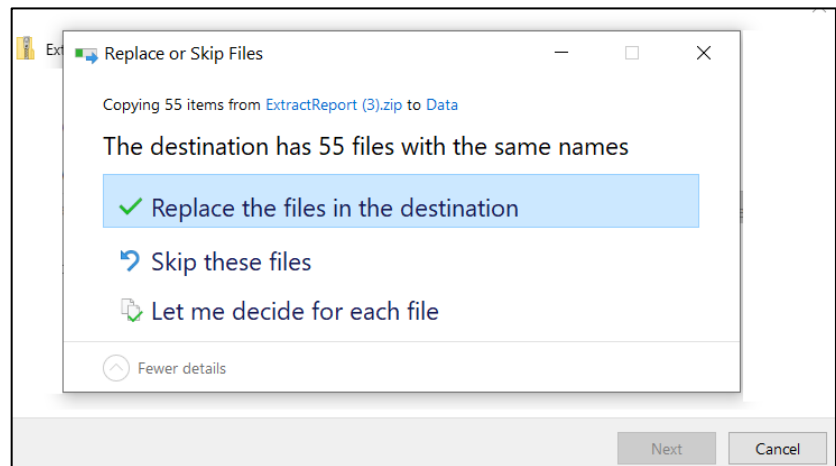 Ext
Replace or Skip Files
Copying 55 items from ExtractReport (3).zip to Data
The destination has 55 files with the same names
Replace the files in the destination
Skip these files
Let me decide for each file
Fewer details
Next
Cancel